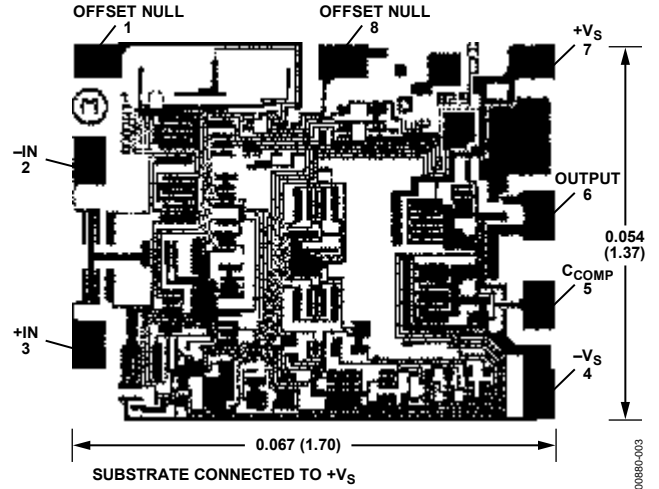 OFFSET NULL
1
OFFSET NULL
8
+VS
7
M
–IN
2
OUTPUT
6
0.054
(1.37)
CCOMP
5
+IN
3
–VS
4
0.067 (1.70)
SUBSTRATE CONNECTED TO +VS
00880-003